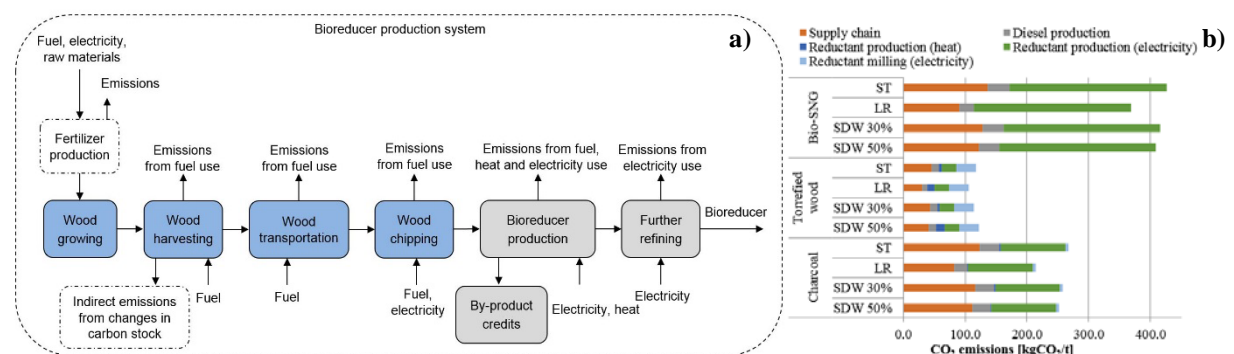 Bioreducer production system
a)
Fuel, electricity,
raw materials
Emissions
Fertilizer
production
Emissions
from fuel use
Emissions
from fuel use
Emissions
from fuel use
Emissions from fuel,
heat and electricity use
Emissions from
electricity use
Wood
growing
Wood
harvesting
Wood
transportation
Wood
chipping
Bioreducer
production
Further
refining
Bioreducer
Indirect emissions
from changes in
carbon stock
Fuel
Fuel
Fuel,
electricity
By-product
credits
Electricity, heat
Electricity
b)
Supply chain
Diesel production
Reductant production (heat)
Reductant production (electricity)
Reductant milling (electricity)
Bio-SNG
ST
LR
SDW 30%
SDW 50%
Torrefied
wood
ST
LR
SDW 30%
SDW 50%
Charcoal
ST
LR
SDW 30%
SDW 50%
0.0 100.0 200.0 300.0 400.0
CO₂ emissions [kgCO₂/t]